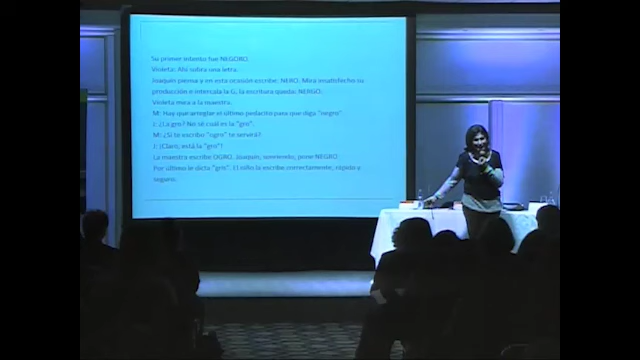 Su primer intento fue NEGORO.
Violeta: Ahí sobra una letra.
Joaquín piensa y en esta ocasión escribe: NERO. Mira insatisfecho su
producción e intercala la G, la escritura queda: NERGO.
Violeta mira a la maestra.
M: Hay que arreglar el último pedacito para que diga "negro".
J: ¿La gro? No sé cuál es la "gro".
M: ¿Si te escribo "ogro" te servirá?
J: ¡Claro, está la "gro"!
La maestra escribe OGRO. Joaquín, sonriendo, pone NEGRO.
Por último le dicta "gris". El niño la escribe correctamente, rápido y
seguro.